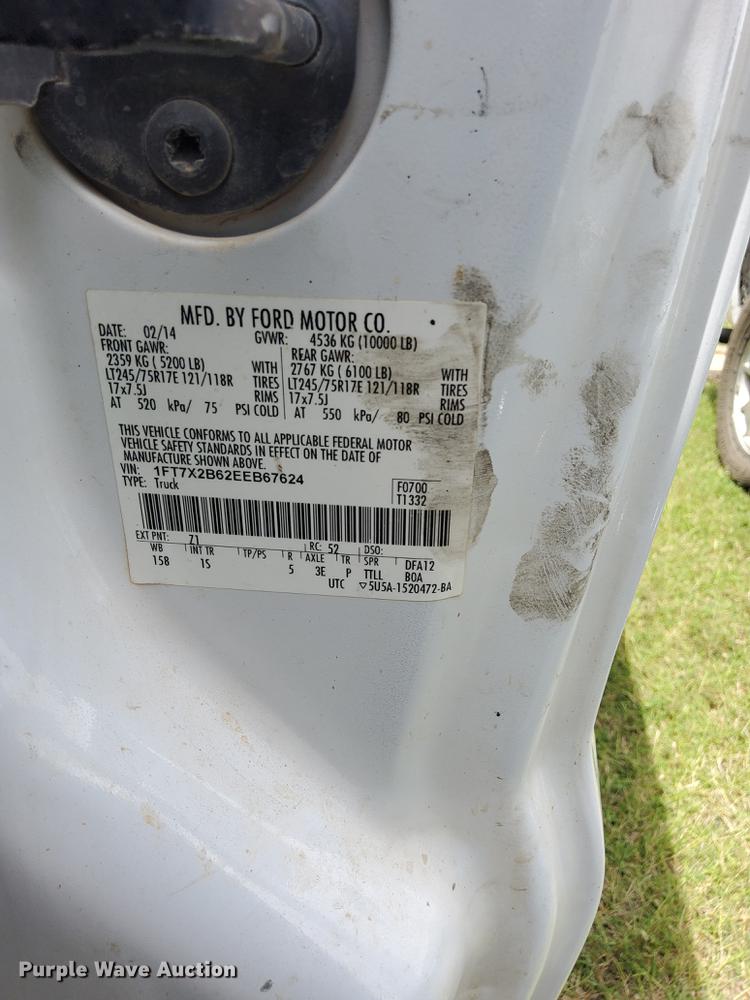 MFD. BY FORD MOTOR CO.
DATE: 02/14 GVWR: 4536 KG (10000 LB)
FRONT GAWR: REAR GAWR:
2359 KG ( 5200 LB) WITH 2767 KG ( 6100 LB) WITH
LT245/75R17E 121/118R TIRES LT245/75R17E 121/118R TIRES
17x7.5J RIMS 17x7.5J RIMS
AT 520 kPa/ 75 PSI COLD AT 550 kPa/ 80 PSI COLD
THIS VEHICLE CONFORMS TO ALL APPLICABLE FEDERAL MOTOR
VEHICLE SAFETY STANDARDS IN EFFECT ON THE DATE OF
MANUFACTURE SHOWN ABOVE.
VIN: 1FT7X2B62EEB67624 F0700
TYPE: Truck T1332
EXT PNT: Z1 RC: 52 DSO:
WB INT TR TP/PS R AXLE TR SPR DFA12
158 1S 5 3E P TTLL BOA
UTC ▽5U5A-1520472-BA
Purple Wave Auction